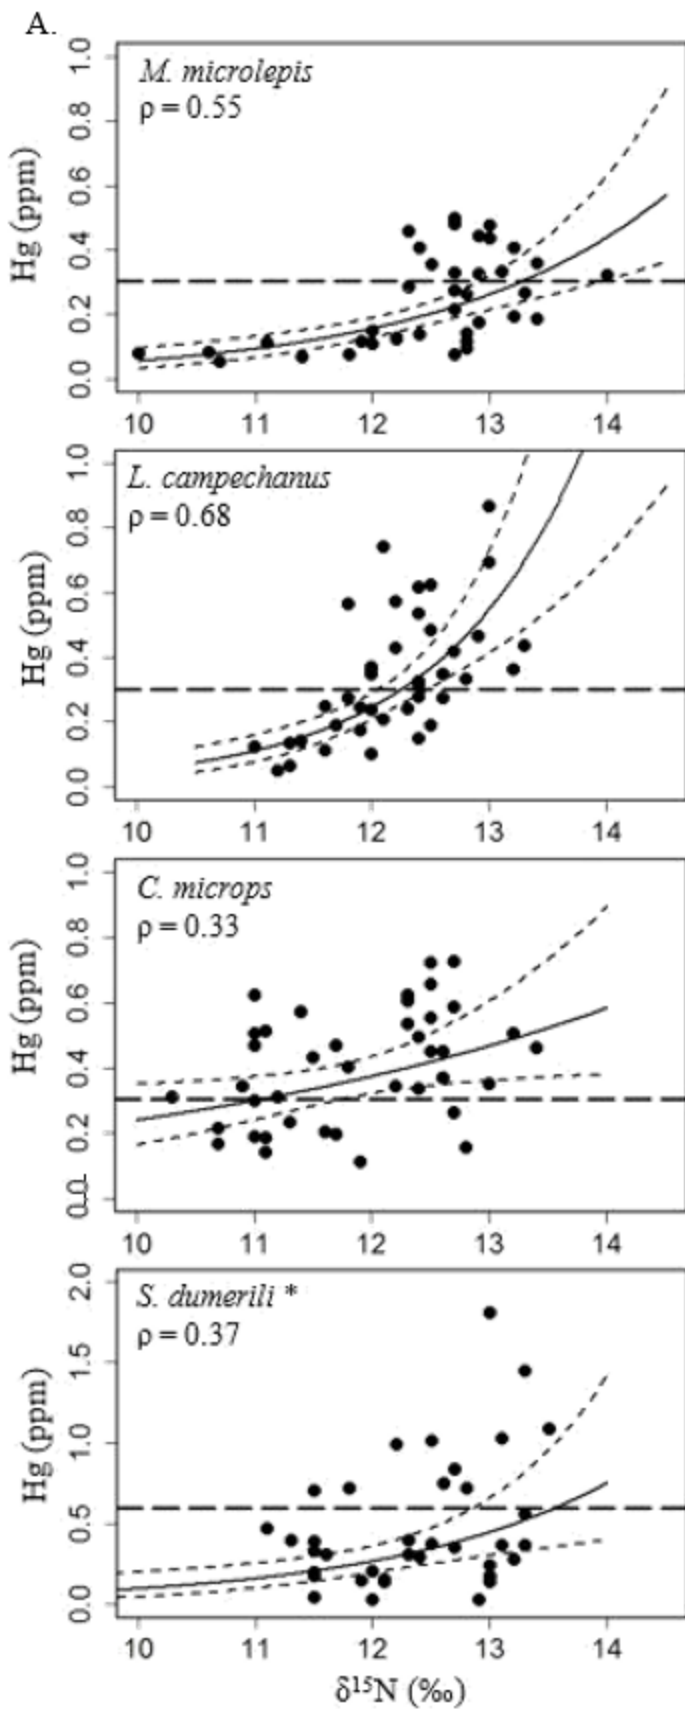 A.
M. microlepis
ρ = 0.55
Hg (ppm)
1.0
0.8
0.6
0.4
0.2
0.0
10 11 12 13 14
L. campechanus
ρ = 0.68
Hg (ppm)
1.0
0.8
0.6
0.4
0.2
0.0
10 11 12 13 14
C. microps
ρ = 0.33
Hg (ppm)
1.0
0.8
0.6
0.4
0.2
0.0
10 11 12 13 14
S. dumerili *
ρ = 0.37
Hg (ppm)
2.0
1.5
1.0
0.5
0.0
10 11 12 13 14
δ¹⁵N (‰)